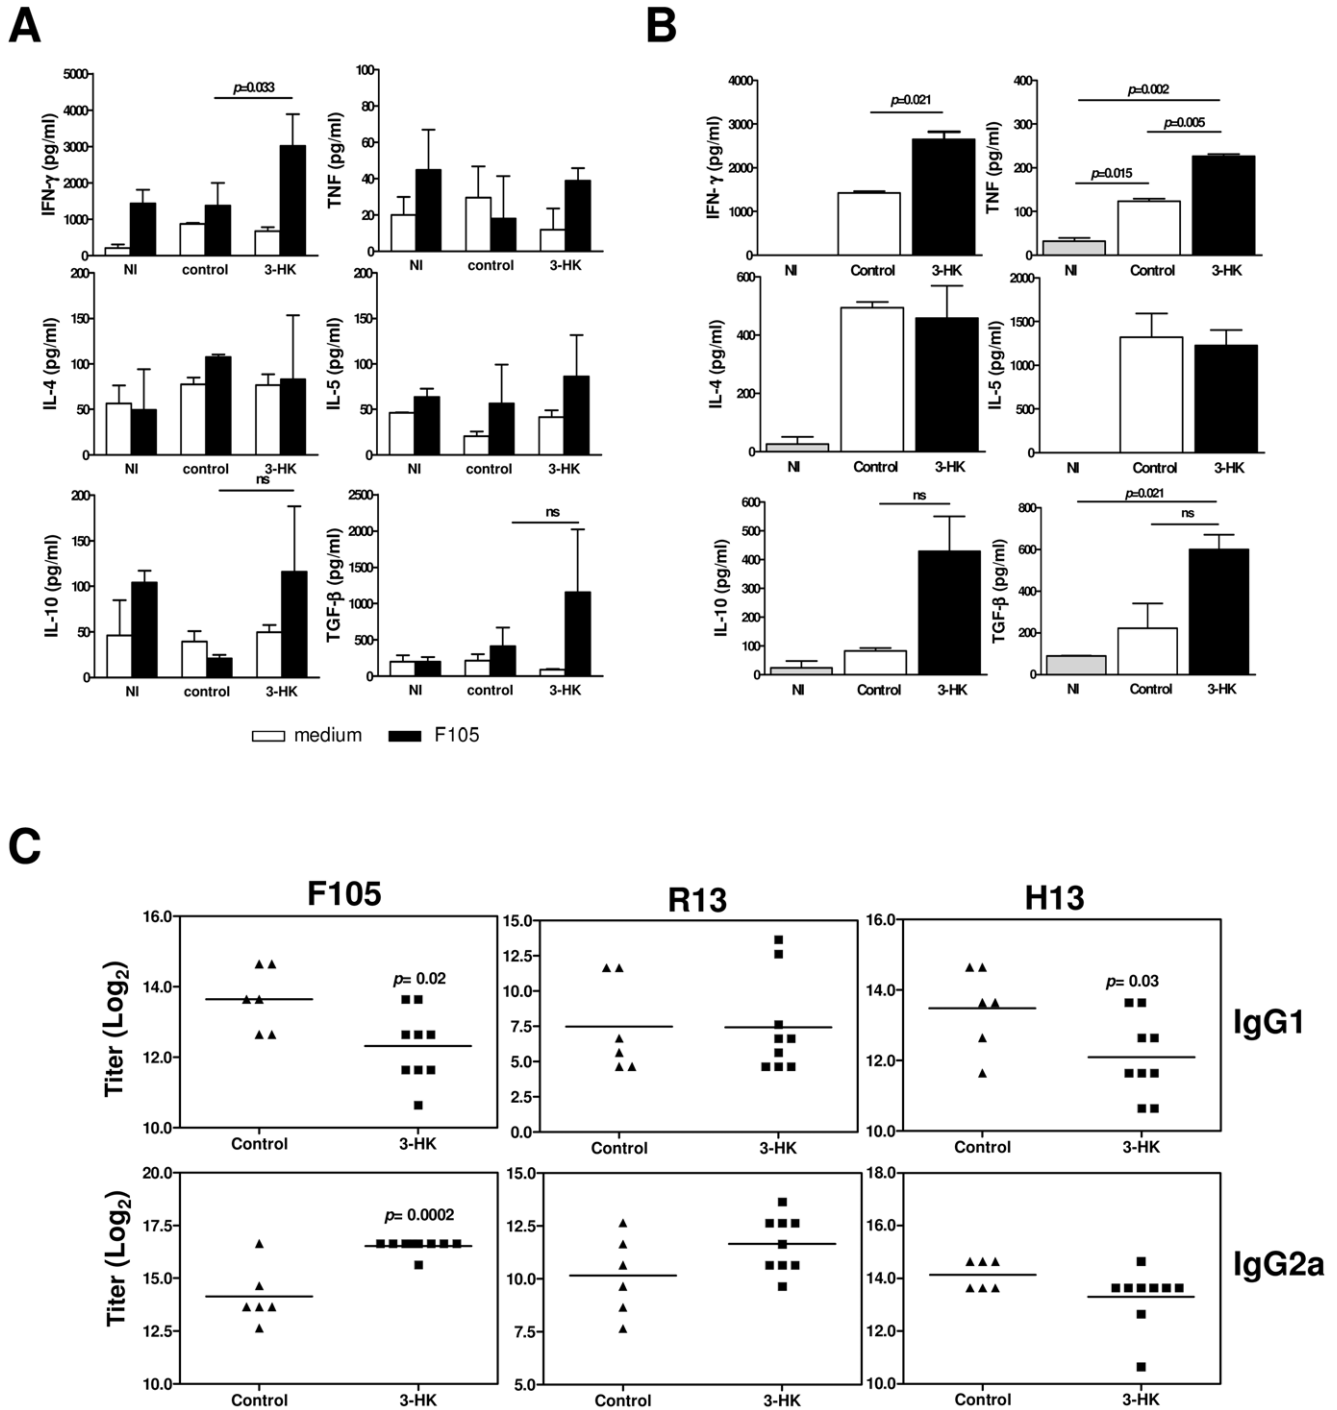 A
B
5000
4000
3000
2000
1000
0
IFN-γ (pg/ml)
p=0.033
NI
control
3-HK
100
80
60
40
20
0
TNF (pg/ml)
NI
control
3-HK
4000
3000
2000
1000
0
IFN-γ (pg/ml)
p=0.021
NI
Control
3-HK
400
300
200
100
0
TNF (pg/ml)
p=0.002
p=0.005
p=0.015
NI
Control
3-HK
200
150
100
50
0
IL-4 (pg/ml)
NI
control
3-HK
200
150
100
50
0
IL-5 (pg/ml)
NI
control
3-HK
600
400
200
0
IL-4 (pg/ml)
NI
Control
3-HK
2000
1500
1000
500
0
IL-5 (pg/ml)
NI
Control
3-HK
200
150
100
50
0
IL-10 (pg/ml)
ns
NI
control
3-HK
2500
2000
1500
1000
500
0
TGF-β (pg/ml)
ns
NI
control
3-HK
600
500
400
300
200
100
0
IL-10 (pg/ml)
ns
NI
Control
3-HK
800
600
400
200
0
TGF-β (pg/ml)
p=0.021
ns
NI
Control
3-HK
medium F105
C
F105
R13
H13
16.0
14.0
12.0
10.0
Titer (Log2)
p= 0.02
Control
3-HK
15.0
12.5
10.0
7.5
5.0
2.5
0.0
Control
3-HK
16.0
14.0
12.0
10.0
p= 0.03
Control
3-HK
IgG1
20.0
17.5
15.0
12.5
10.0
Titer (Log2)
p= 0.0002
Control
3-HK
15.0
12.5
10.0
7.5
5.0
Control
3-HK
18.0
16.0
14.0
12.0
10.0
Control
3-HK
IgG2a